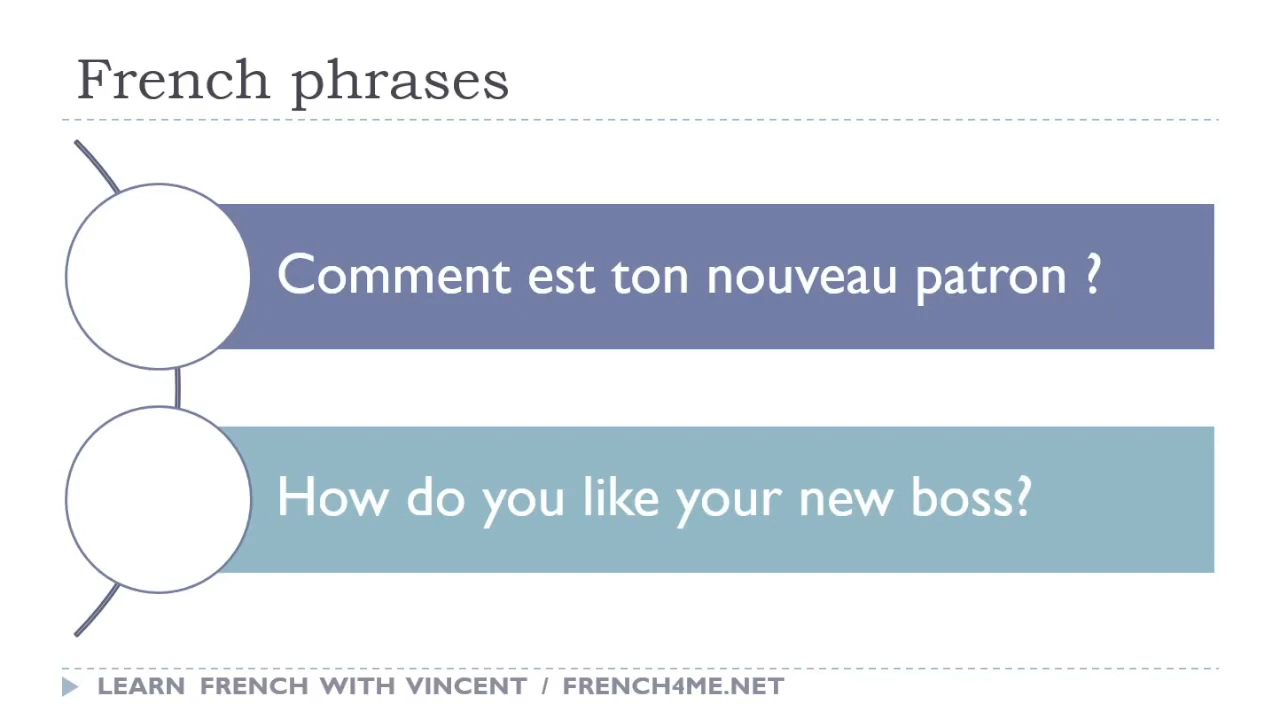 French phrases
Comment est ton nouveau patron ?
How do you like your new boss?
LEARN FRENCH WITH VINCENT / FRENCH4ME.NET